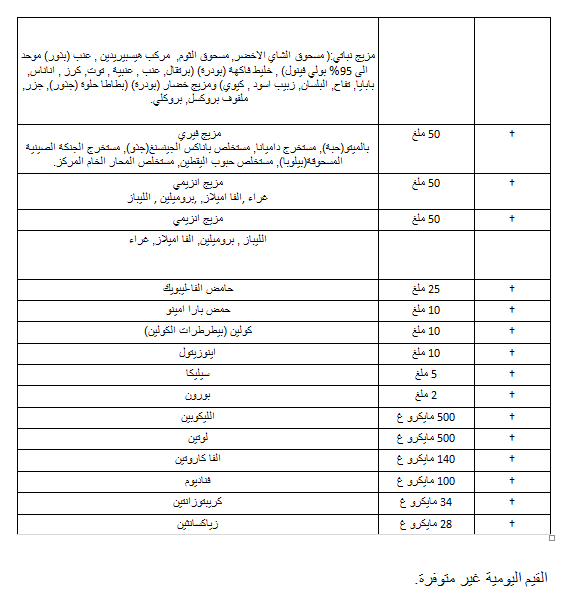 مزيج نباتي:( مسحوق الشاي الاخضر, مسحوق الثوم, مركب هيسبيريدين , عنب (بذور) موحد
الى 95% بولي فينول) , خليط فاكهة (بودرة) (برتقال, عنب , عنبية , توت, كرز , اناناس,
بابايا, تفاح, البلسان, زبيب اسود , كيوي) ومزيج خضار (بودرة) (بطاطا حلوة (جذور), جزر,
ملفوف بروكسل, بروكلي.
مزيج فيري 50 ملغ †
بالميتو(حبة), مستخرج داميانا, مستخلص باناكس الجينسنغ(جذو), مستخرج الجنكة الصينية
المسحوقة(بيلوبا), مستخلص حبوب اليقطين, مستخلص المحار الخام المركز.
مزيج انزيمي 50 ملغ †
غراء ,الفا اميلاز, ,بروميلين , الليباز
مزيج انزيمي 50 ملغ †
الليباز , بروميلين, الفا اميلاز, غراء
حامض الفا-ليبويك 25 ملغ †
حمض بارا امينو 10 ملغ †
كولين (بيطرطرات الكولين) 10 ملغ †
اينوزيتول 10 ملغ †
سيليكا 5 ملغ †
بورون 2 ملغ †
الليكوبين 500 مايكرو غ †
لوتين 500 مايكرو غ †
الفا كاروتين 140 مايكرو غ †
فناديوم 100 مايكرو غ †
كريبتوزانتين 34 مايكرو غ †
زياكسانثين 28 مايكرو غ †
القيم اليومية غير متوفرة.